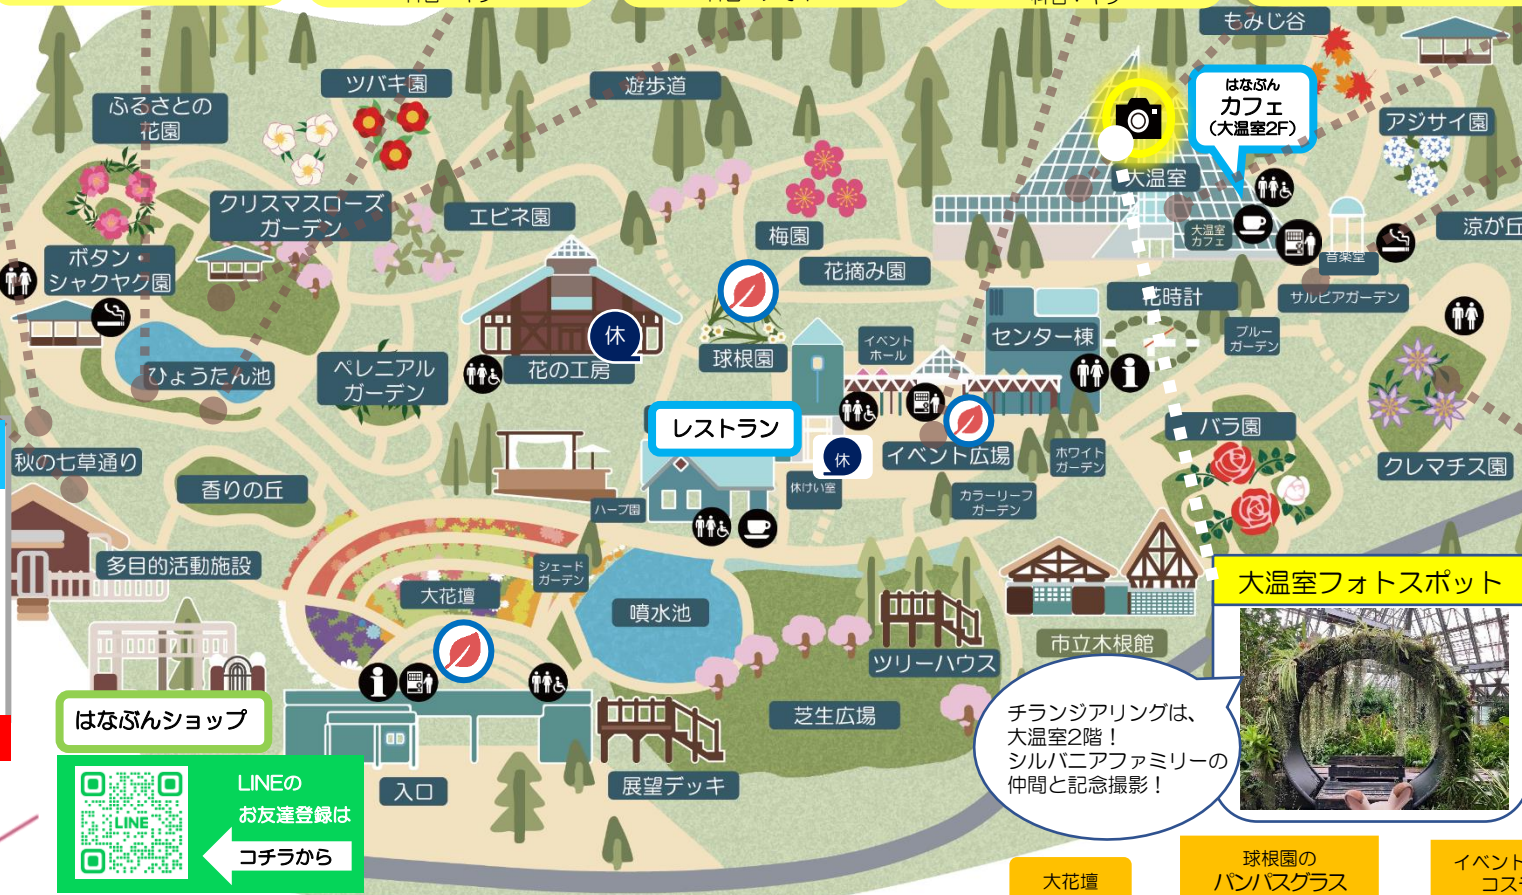 もみじ谷
ツバキ園
遊歩道
はなぶん
カフェ
(大温室2F)
ふるさとの
花園
アジサイ園
大温室
クリスマスローズ
ガーデン
エビネ園
梅園
大温室
カフェ
音楽堂
涼が丘
ボタン・
シャクヤク園
花摘み園
花時計
サルビアガーデン
休
イベント
ホール
センター棟
ブルー
ガーデン
ひょうたん池
ペレニアル
ガーデン
花の工房
球根園
レストラン
バラ園
秋の七草通り
休
イベント広場
ホワイト
ガーデン
クレマチス園
香りの丘
ハーブ園
休けい室
カラーリーフ
ガーデン
多目的活動施設
シェード
ガーデン
大花壇
噴水池
大温室フォトスポット
市立木根館
ツリーハウス
はなぶんショップ
芝生広場
チランジアリングは、
大温室2階!
シルバニアファミリーの
仲間と記念撮影!
入口
展望デッキ
LINEの
お友達登録は
コチラから
LINE
大花壇
球根園の
パンパスグラス
イベント
コス